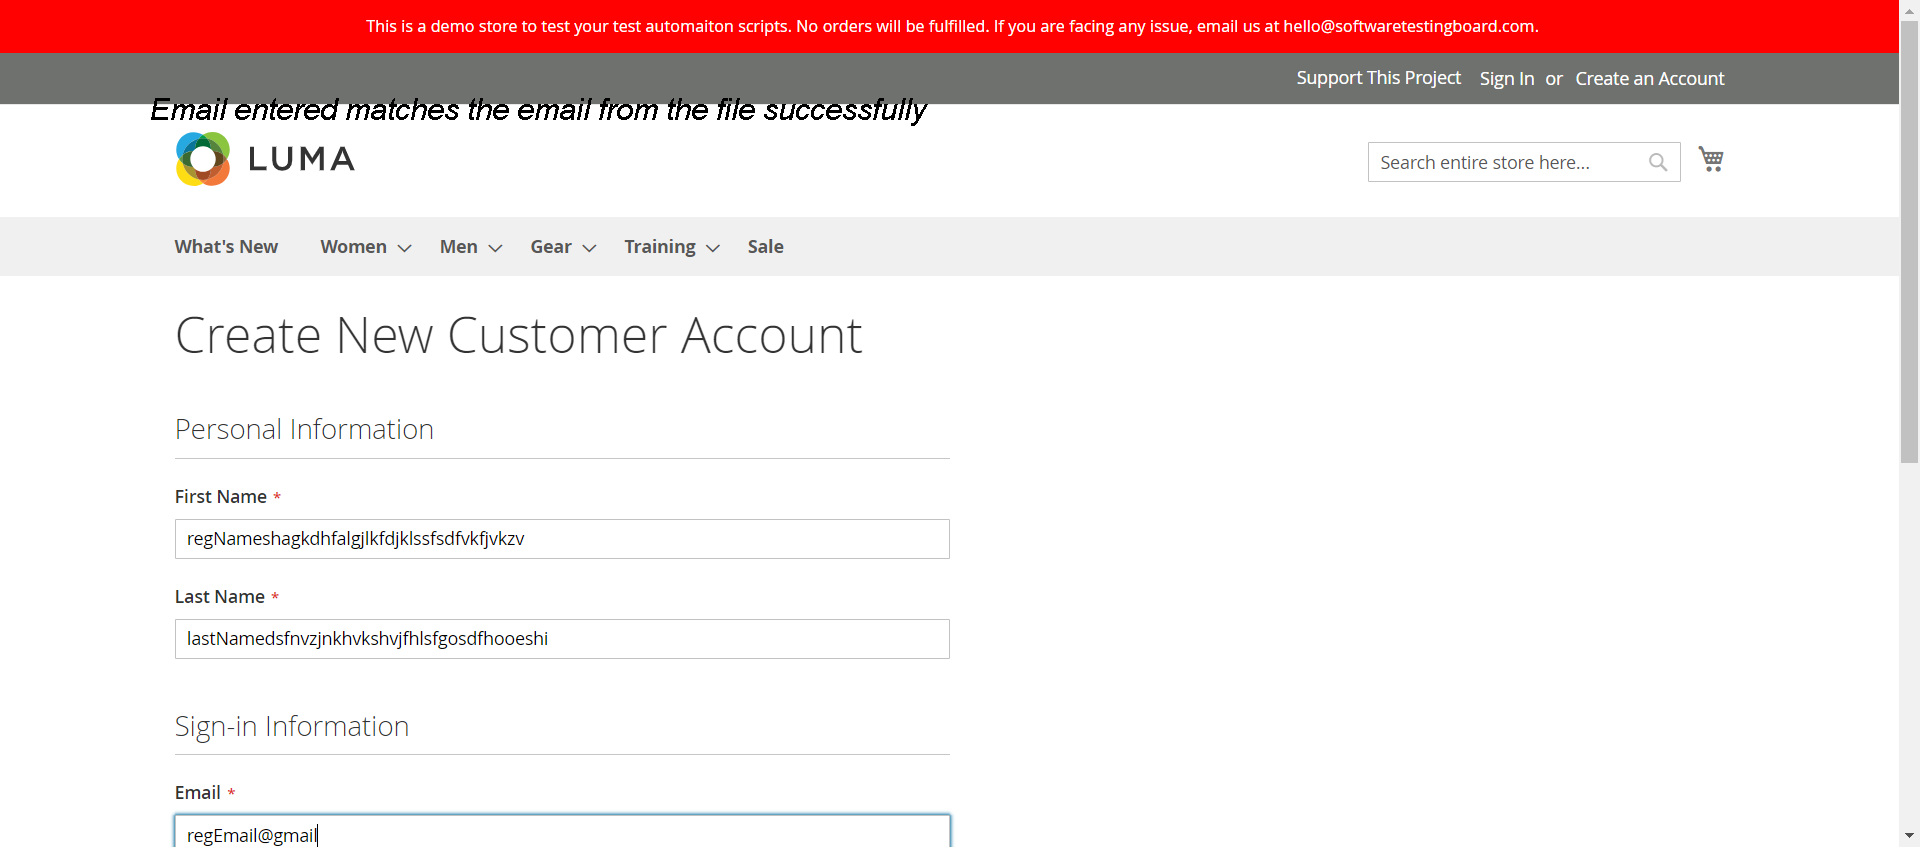 This is a demo store to test your test automaiton scripts. No orders will be fulfilled. If you are facing any issue, email us at hello@softwaretestingboard.com.
Support This Project Sign In or Create an Account
Email entered matches the email from the file successfully
LUMA
Search entire store here...
What's New Women Men Gear Training Sale
Create New Customer Account
Personal Information
First Name *
regNameshagkdhfalgjlkfdjklssfsdfvkfjvkzv
Last Name *
lastNamedsfnvzjnkhvkshvjfhlsfgosdfhooeshi
Sign-in Information
Email *
regEmail@gmail